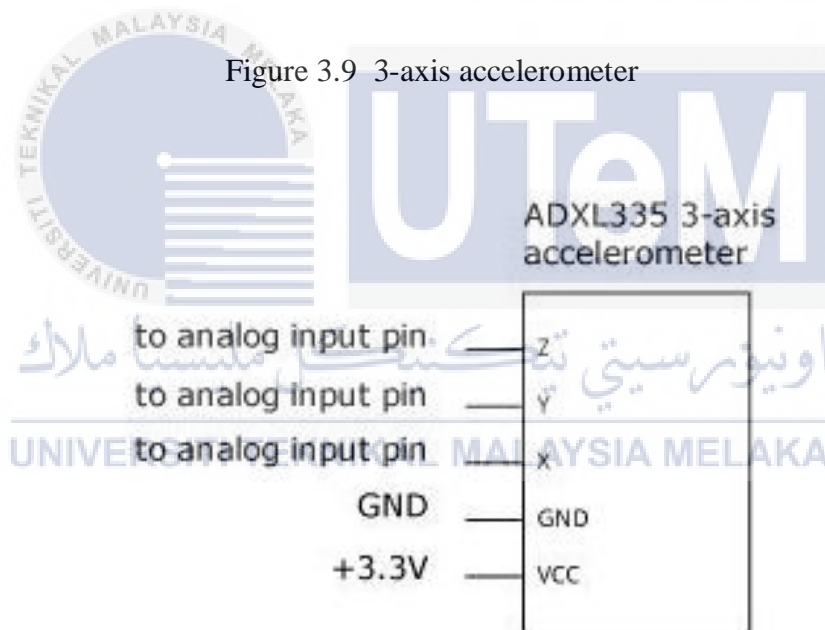 UNIVERSITI TEKNIKAL MALAYSIA MELAKA
Figure 3.9 3-axis accelerometer
UTeM
ADXL335 3-axis
accelerometer
to analog input pin
Z
to analog input pin
Y
to analog input pin
X
اونيۏرسيتي تيكنيكل مليسيا ملاك
UNIVERSITI TEKNIKAL MALAYSIA MELAKA
GND
GND
+3.3V
VCC